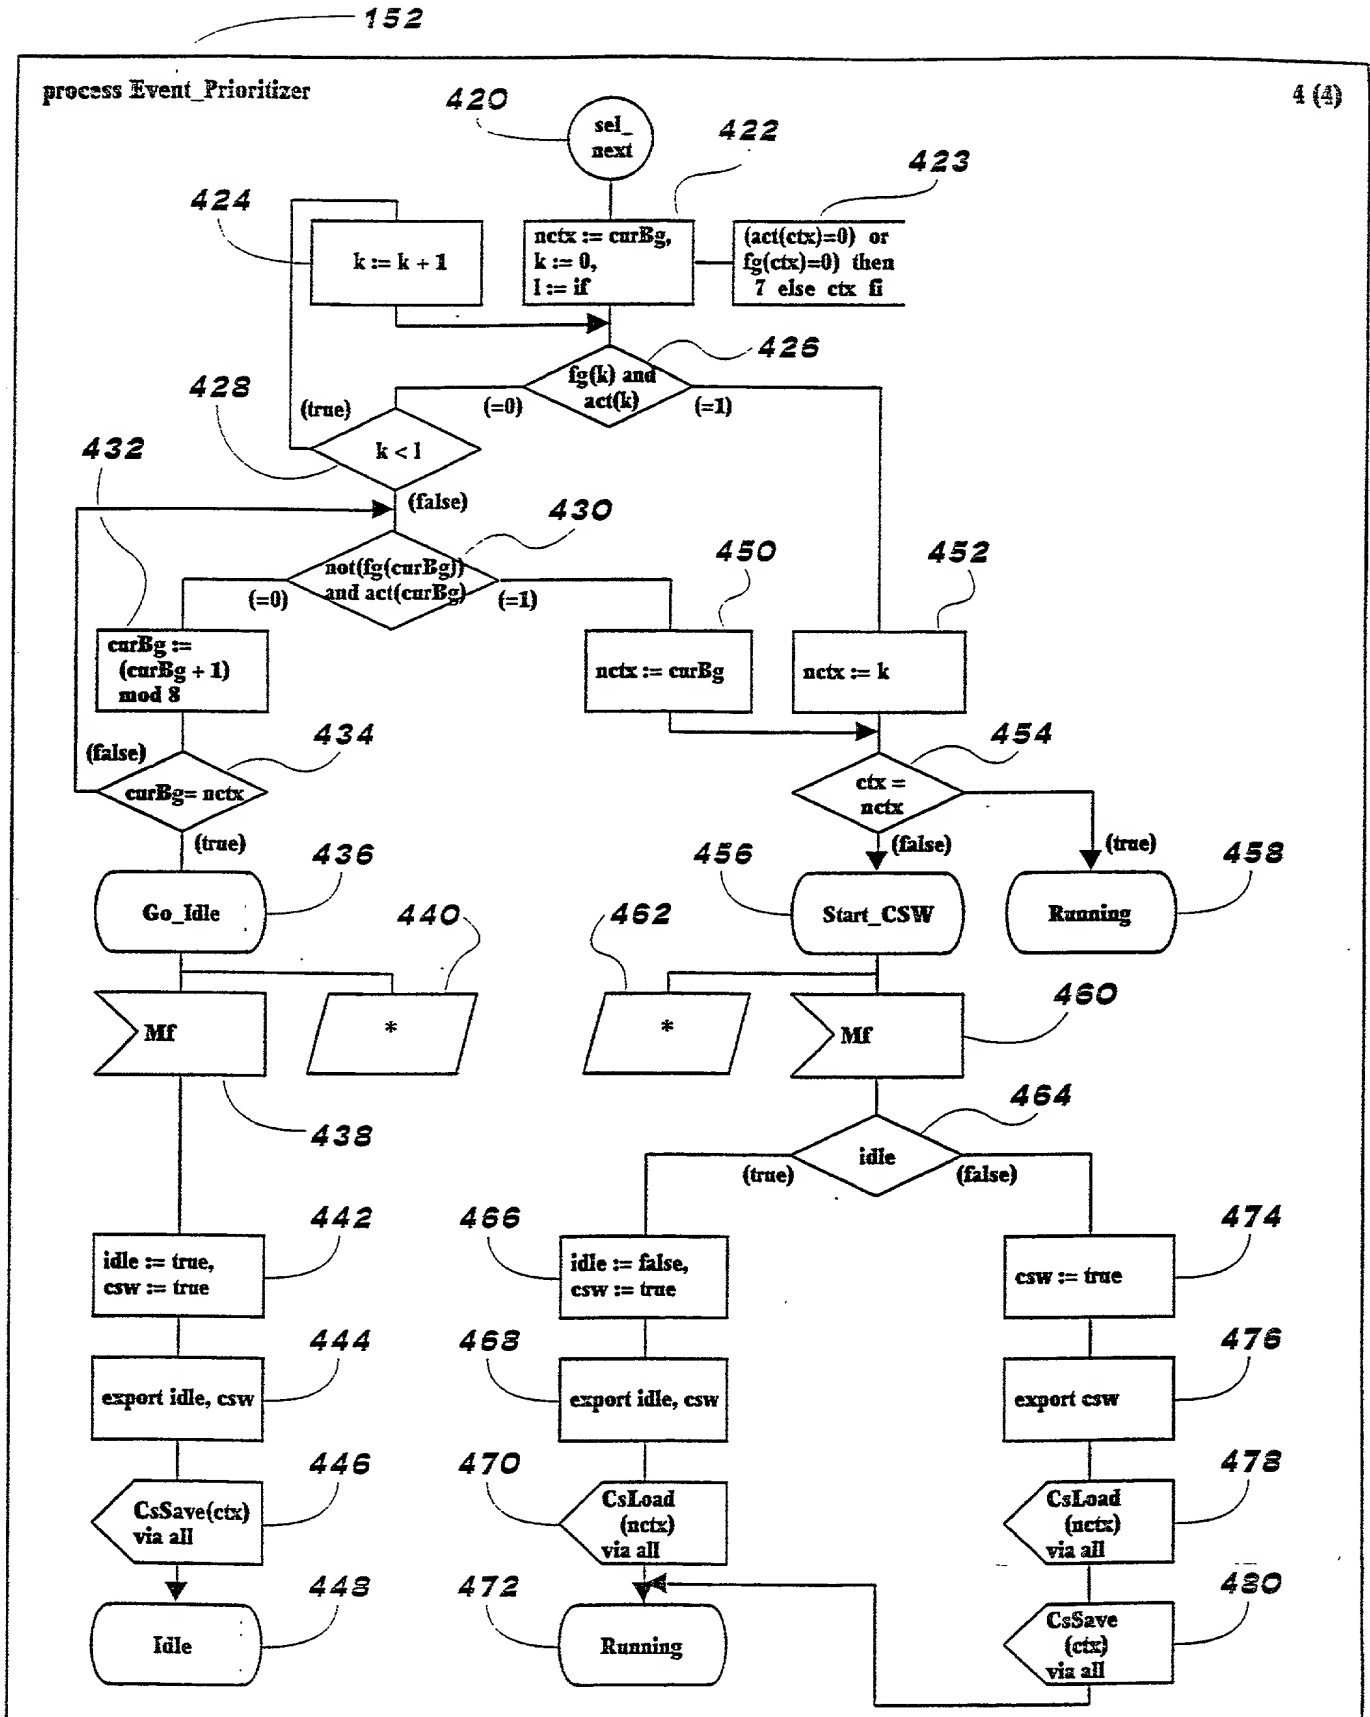 152
process Event_Prioritizer
4 (4)
420
sel_
next
422
423
424
k := k + 1
nctx := curBg,
k := 0,
l := if
(act(ctx)=0) or
fg(ctx)=0) then
7 else ctx fi
426
fg(k) and
act(k)
(=0)
(=1)
428
(true)
k < l
(false)
432
430
not(fg(curBg))
and act(curBg)
(=0)
(=1)
450
452
curBg :=
(curBg + 1)
mod 8
nctx := curBg
nctx := k
434
(false)
curBg= nctx
(true)
454
ctx =
nctx
(false)
(true)
436
Go_Idle
440
462
456
Start_CSW
458
Running
Mf
*
*
Mf
460
438
464
idle
(true)
(false)
442
idle := true,
csw := true
466
idle := false,
csw := true
474
csw := true
444
export idle, csw
468
export idle, csw
476
export csw
446
CsSave(ctx)
via all
470
CsLoad
(nctx)
via all
478
CsLoad
(nctx)
via all
448
Idle
472
Running
480
CsSave
(ctx)
via all